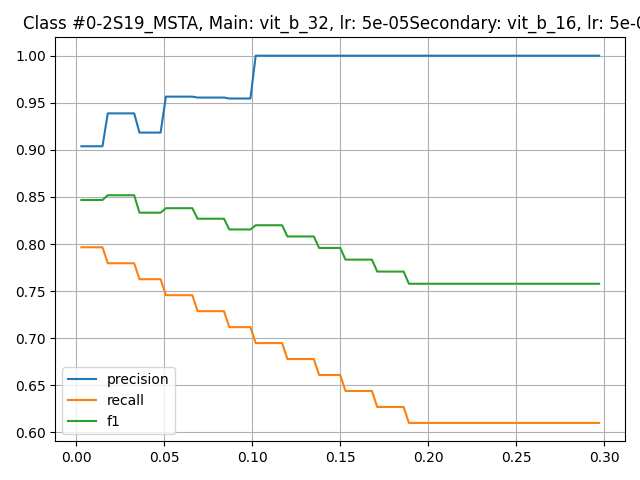 Class #0-2S19_MSTA, Main: vit_b_32, lr: 5e-05Secondary: vit_b_16, lr: 5e-0
1.00
0.95
0.90
0.85
0.80
0.75
0.70
0.65
0.60
precision
recall
f1
0.00 0.05 0.10 0.15 0.20 0.25 0.30